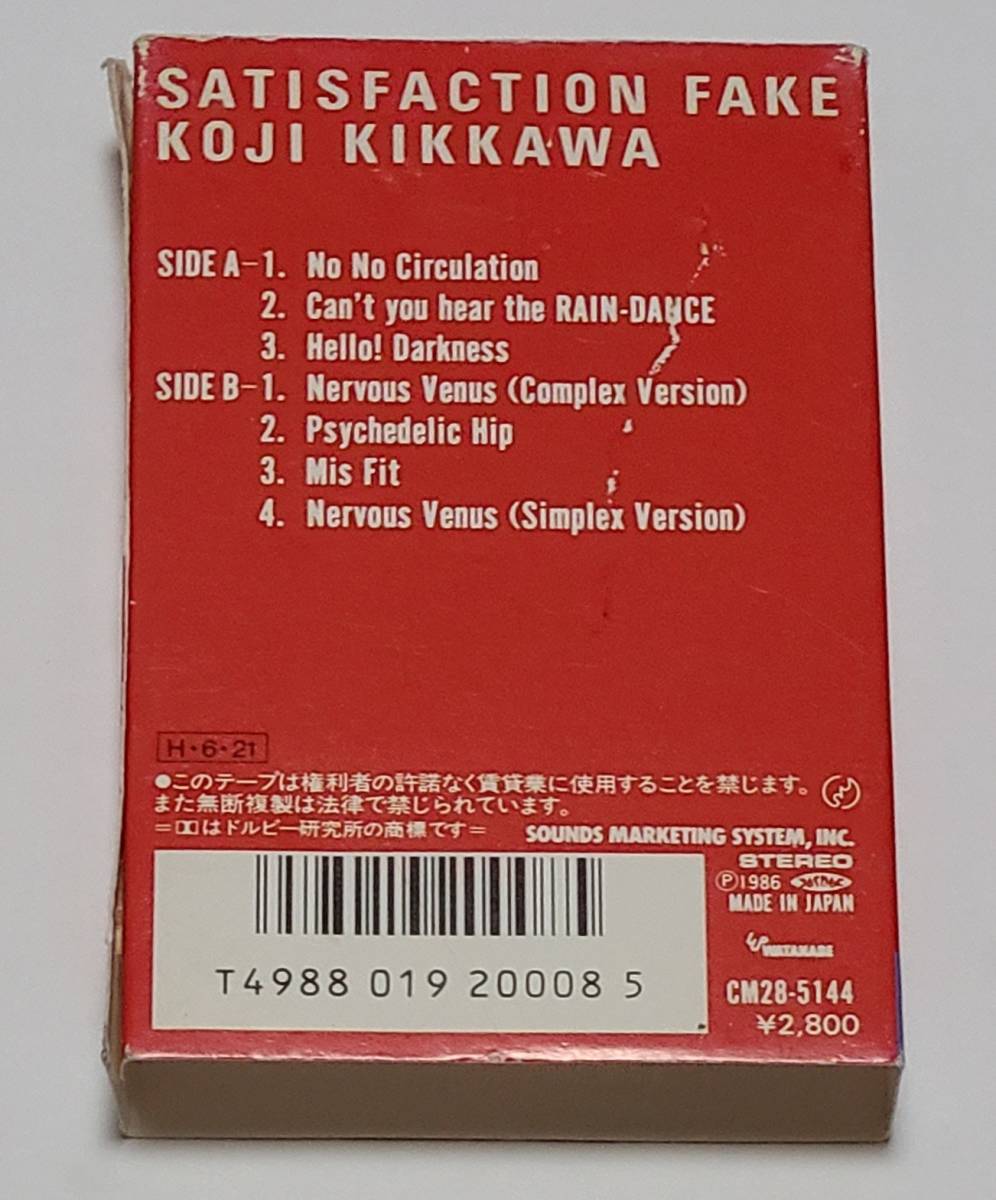 SATISFACTION FAKE
KOJI KIKKAWA
SIDE A-1. No No Circulation
2. Can't you hear the RAIN-DANCE
3. Hello! Darkness
SIDE B-1. Nervous Venus (Complex Version)
2. Psychedelic Hip
3. Mis Fit
4. Nervous Venus (Simplex Version)
H・6・21
●このテープは権利者の許諾なく賃貸業に使用することを禁じます。
また無断複製は法律で禁じられています。
=はドルビー研究所の商標です=
SOUNDS MARKETING SYSTEM, INC.
STEREO
Ⓟ1986
MADE IN JAPAN
WATANABE
T4988 019 20008 5
CM28-5144
¥2,800